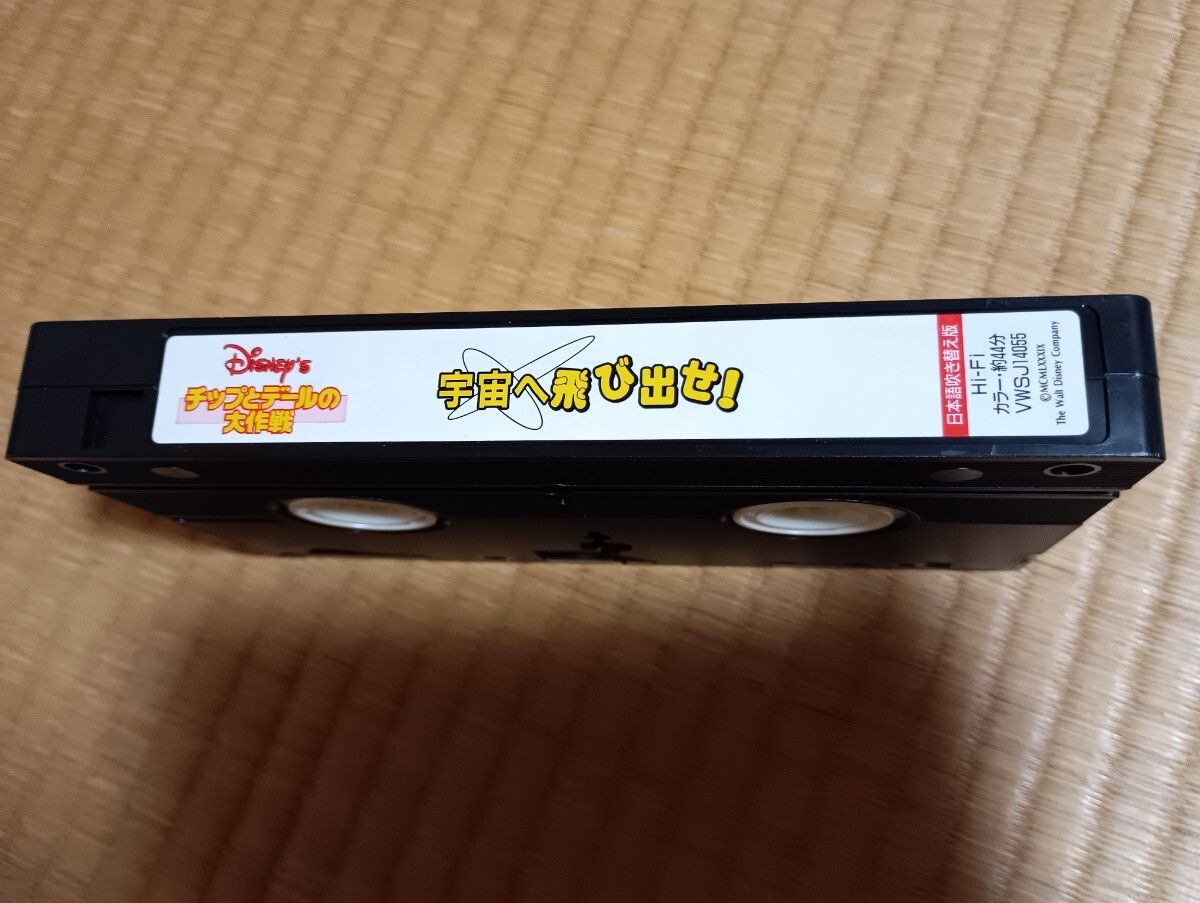 Disney's
チップとデールの
大作戦
宇宙へ飛び出せ!
日本語吹き替え版
Hi-Fi
カラー・約44分
VWSJ14055
©MCMLXXXIX
The Walt Disney Company